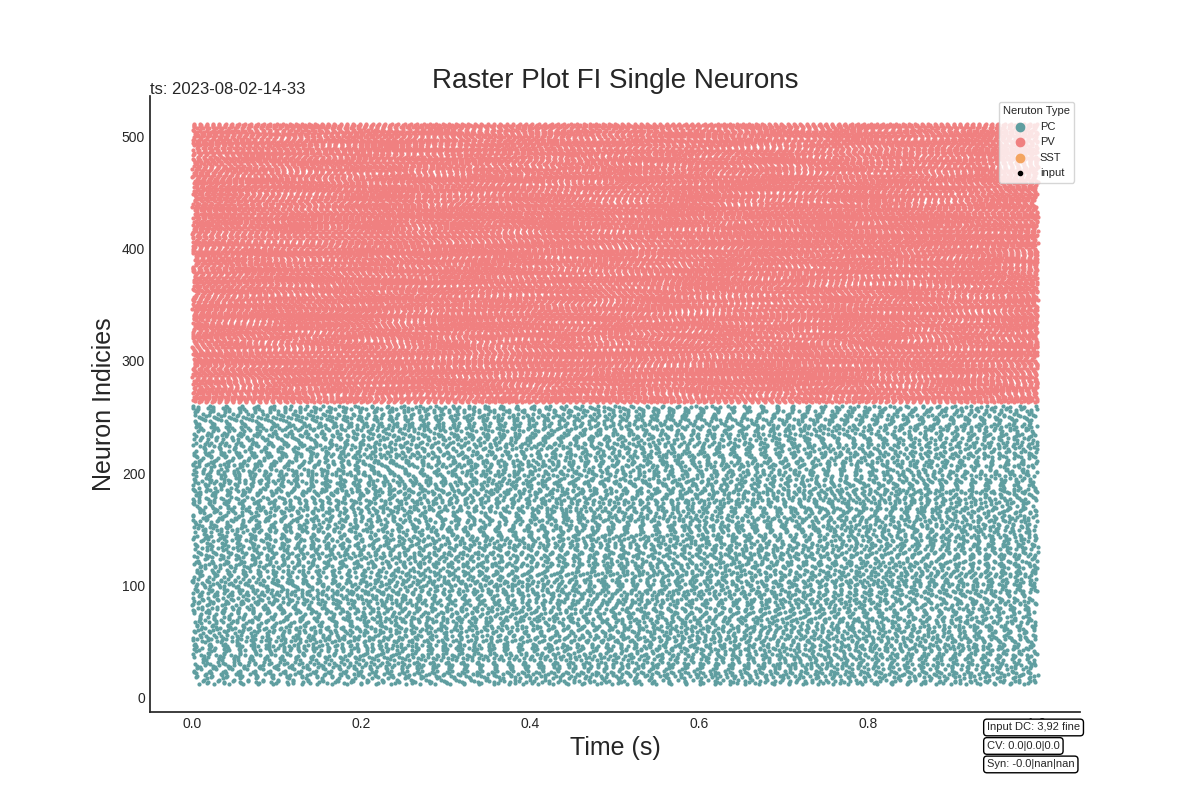 Raster Plot FI Single Neurons
ts: 2023-08-02-14-33
Neruton Type
PC
PV
SST
input
500
400
300
200
100
0
Neuron Indicies
0.0
0.2
0.4
0.6
0.8
Time (s)
Input DC: 3,92 fine
CV: 0.0|0.0|0.0
Syn: -0.0|nan|nan